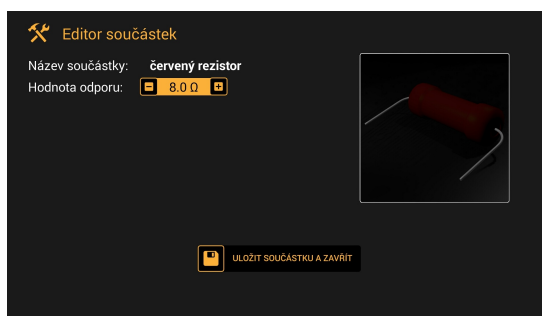 Editor součástek
Název součástky: červený rezistor
Hodnota odporu: 8.0 Ω
ULOŽIT SOUČÁSTKU A ZAVŘÍT